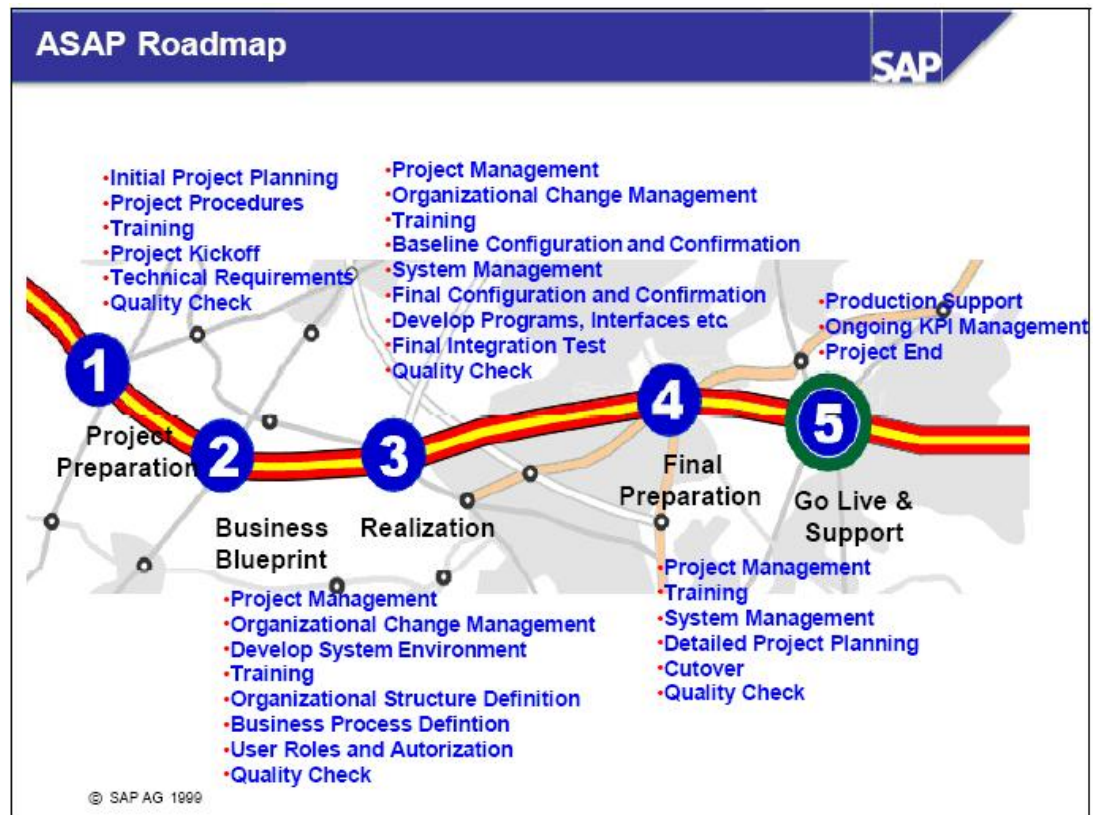 ASAP Roadmap
SAP
•Initial Project Planning
•Project Procedures
•Training
•Project Kickoff
•Technical Requirements
•Quality Check
•Project Management
•Organizational Change Management
•Training
•Baseline Configuration and Confirmation
•System Management
•Final Configuration and Confirmation
•Develop Programs, Interfaces etc.
•Final Integration Test
•Quality Check
•Production Support
•Ongoing KPI Management
•Project End
1
Project
Preparation
2
Business
Blueprint
3
Realization
4
Final
Preparation
5
Go Live &
Support
•Project Management
•Organizational Change Management
•Develop System Environment
•Training
•Organizational Structure Definition
•Business Process Defintion
•User Roles and Autorization
•Quality Check
•Project Management
•Training
•System Management
•Detailed Project Planning
•Cutover
•Quality Check
© SAP AG 1999